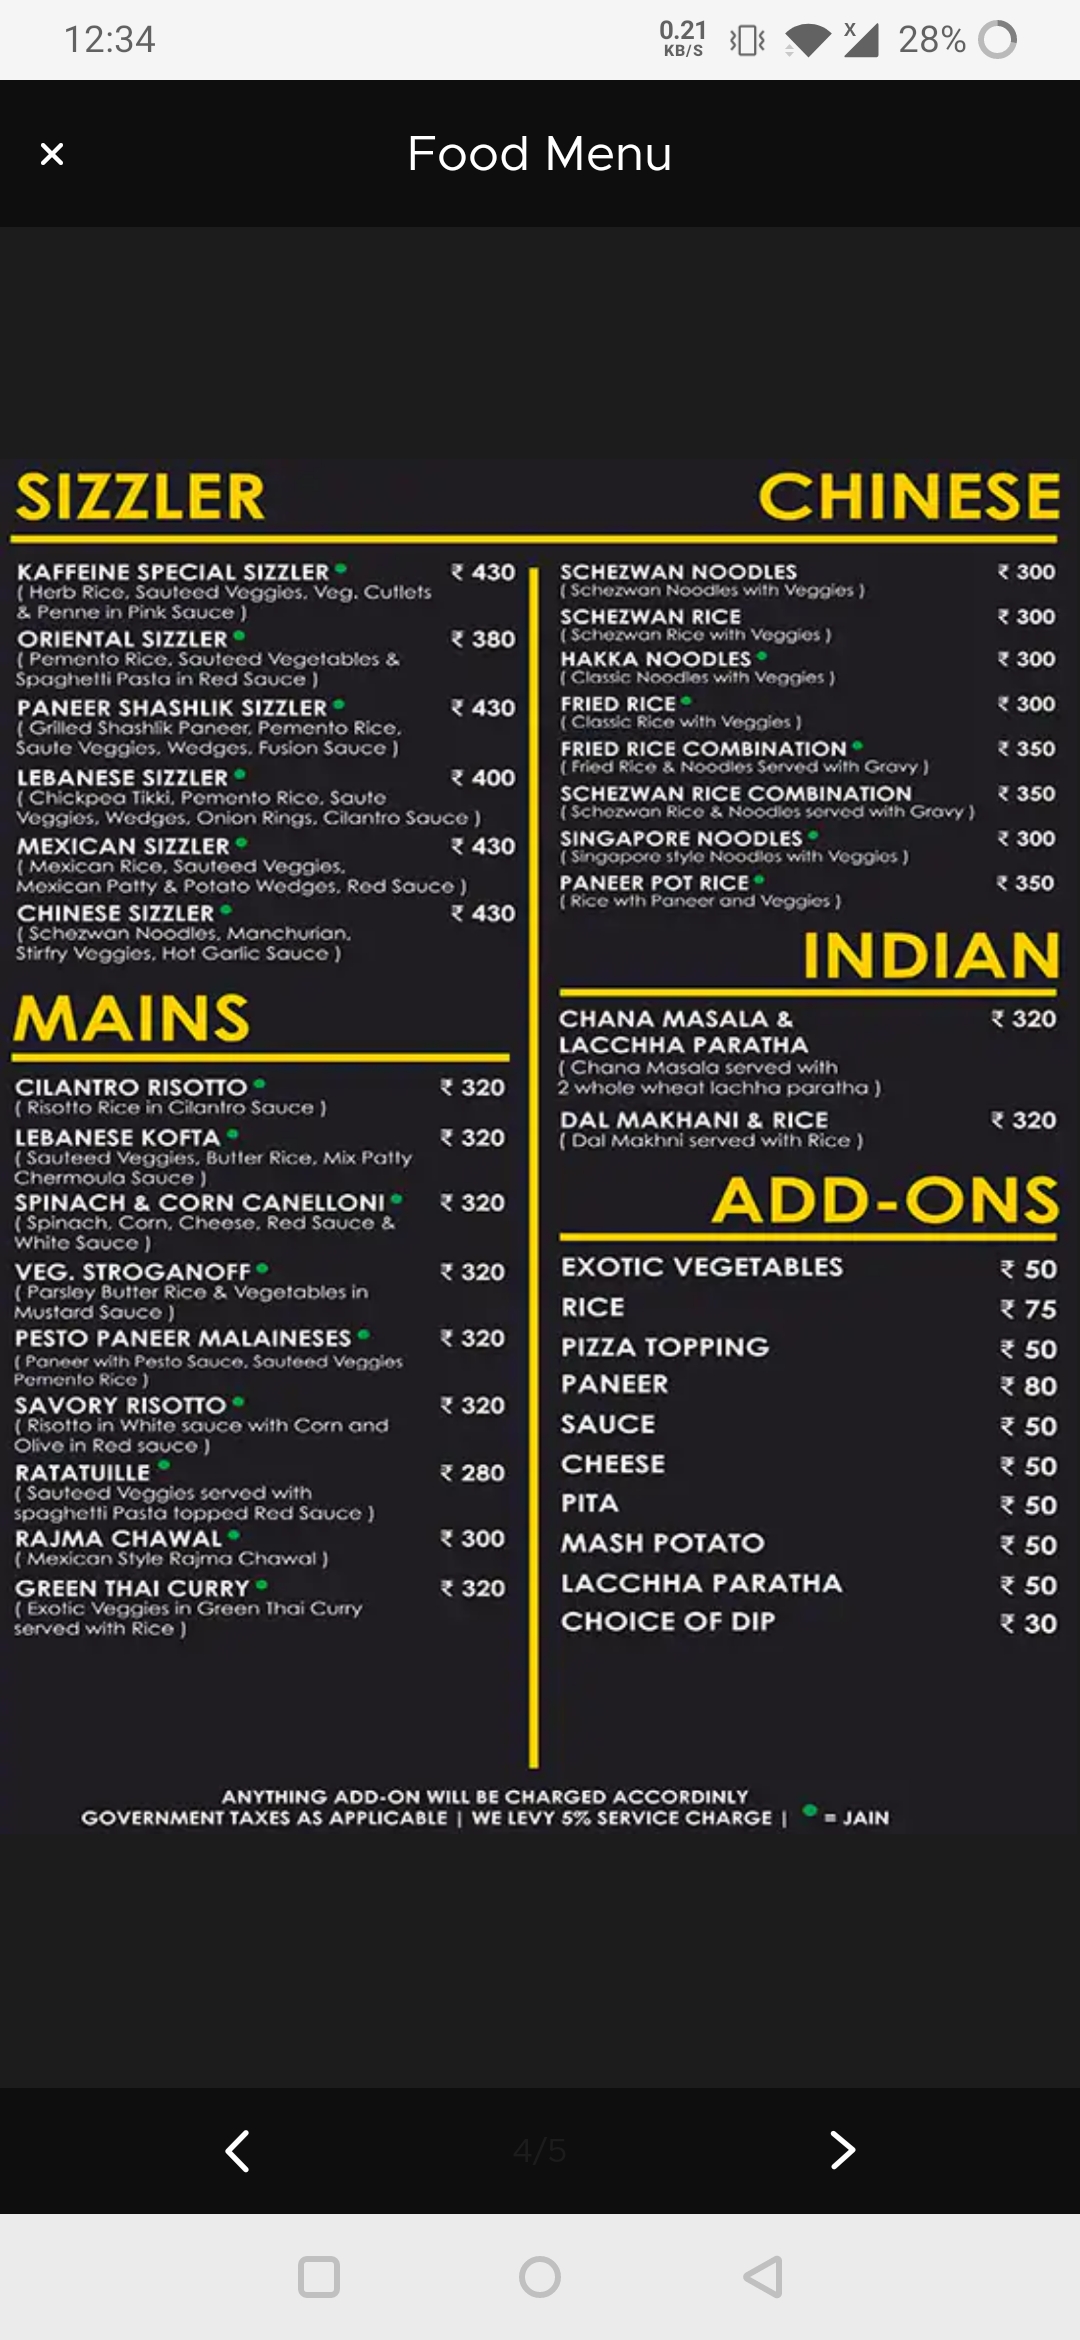 12:34
0.21
KB/S
X
28%
Food Menu
SIZZLER
KAFFEINE SPECIAL SIZZLER ₹ 430
( Herb Rice, Sauteed Veggies, Veg. Cutlets
& Penne in Pink Sauce )
ORIENTAL SIZZLER ₹ 380
( Pemento Rice, Sauteed Vegetables &
Spaghetti Pasta in Red Sauce )
PANEER SHASHLIK SIZZLER ₹ 430
( Grilled Shashlik Paneer, Pemento Rice,
Saute Veggies, Wedges, Fusion Sauce )
LEBANESE SIZZLER ₹ 400
( Chickpea Tikki, Pemento Rice, Saute
Veggies, Wedges, Onion Rings, Cilantro Sauce )
MEXICAN SIZZLER ₹ 430
( Mexican Rice, Sauteed Veggies,
Mexican Patty & Potato Wedges, Red Sauce )
CHINESE SIZZLER ₹ 430
( Schezwan Noodles, Manchurian,
Stirfry Veggies, Hot Garlic Sauce )
MAINS
CILANTRO RISOTTO ₹ 320
( Risotto Rice in Cilantro Sauce )
LEBANESE KOFTA ₹ 320
( Sauteed Veggies, Butter Rice, Mix Patty
Chermoula Sauce )
SPINACH & CORN CANELLONI ₹ 320
( Spinach, Corn, Cheese, Red Sauce &
White Sauce )
VEG. STROGANOFF ₹ 320
( Parsley Butter Rice & Vegetables in
Mustard Sauce )
PESTO PANEER MALAINESES ₹ 320
( Paneer with Pesto Sauce, Sauteed Veggies
Pemento Rice )
SAVORY RISOTTO ₹ 320
( Risotto in White sauce with Corn and
Olive in Red sauce )
RATATUILLE ₹ 280
( Sauteed Veggies served with
spaghetti Pasta topped Red Sauce )
RAJMA CHAWAL ₹ 300
( Mexican Style Rajma Chawal )
GREEN THAI CURRY ₹ 320
( Exotic Veggies in Green Thai Curry
served with Rice )
CHINESE
SCHEZWAN NOODLES ₹ 300
( Schezwan Noodles with Veggies )
SCHEZWAN RICE ₹ 300
( Schezwan Rice with Veggies )
HAKKA NOODLES ₹ 300
( Classic Noodles with Veggies )
FRIED RICE ₹ 300
( Classic Rice with Veggies )
FRIED RICE COMBINATION ₹ 350
( Fried Rice & Noodles Served with Gravy )
SCHEZWAN RICE COMBINATION ₹ 350
( Schezwan Rice & Noodles served with Gravy )
SINGAPORE NOODLES ₹ 300
( Singapore style Noodles with Veggies )
PANEER POT RICE ₹ 350
( Rice wth Paneer and Veggies )
INDIAN
CHANA MASALA & ₹ 320
LACCHHA PARATHA
( Chana Masala served with
2 whole wheat lachha paratha )
DAL MAKHANI & RICE ₹ 320
( Dal Makhni served with Rice )
ADD-ONS
EXOTIC VEGETABLES ₹ 50
RICE ₹ 75
PIZZA TOPPING ₹ 50
PANEER ₹ 80
SAUCE ₹ 50
CHEESE ₹ 50
PITA ₹ 50
MASH POTATO ₹ 50
LACCHHA PARATHA ₹ 50
CHOICE OF DIP ₹ 30
ANYTHING ADD-ON WILL BE CHARGED ACCORDINLY
GOVERNMENT TAXES AS APPLICABLE | WE LEVY 5% SERVICE CHARGE | = JAIN
4/5